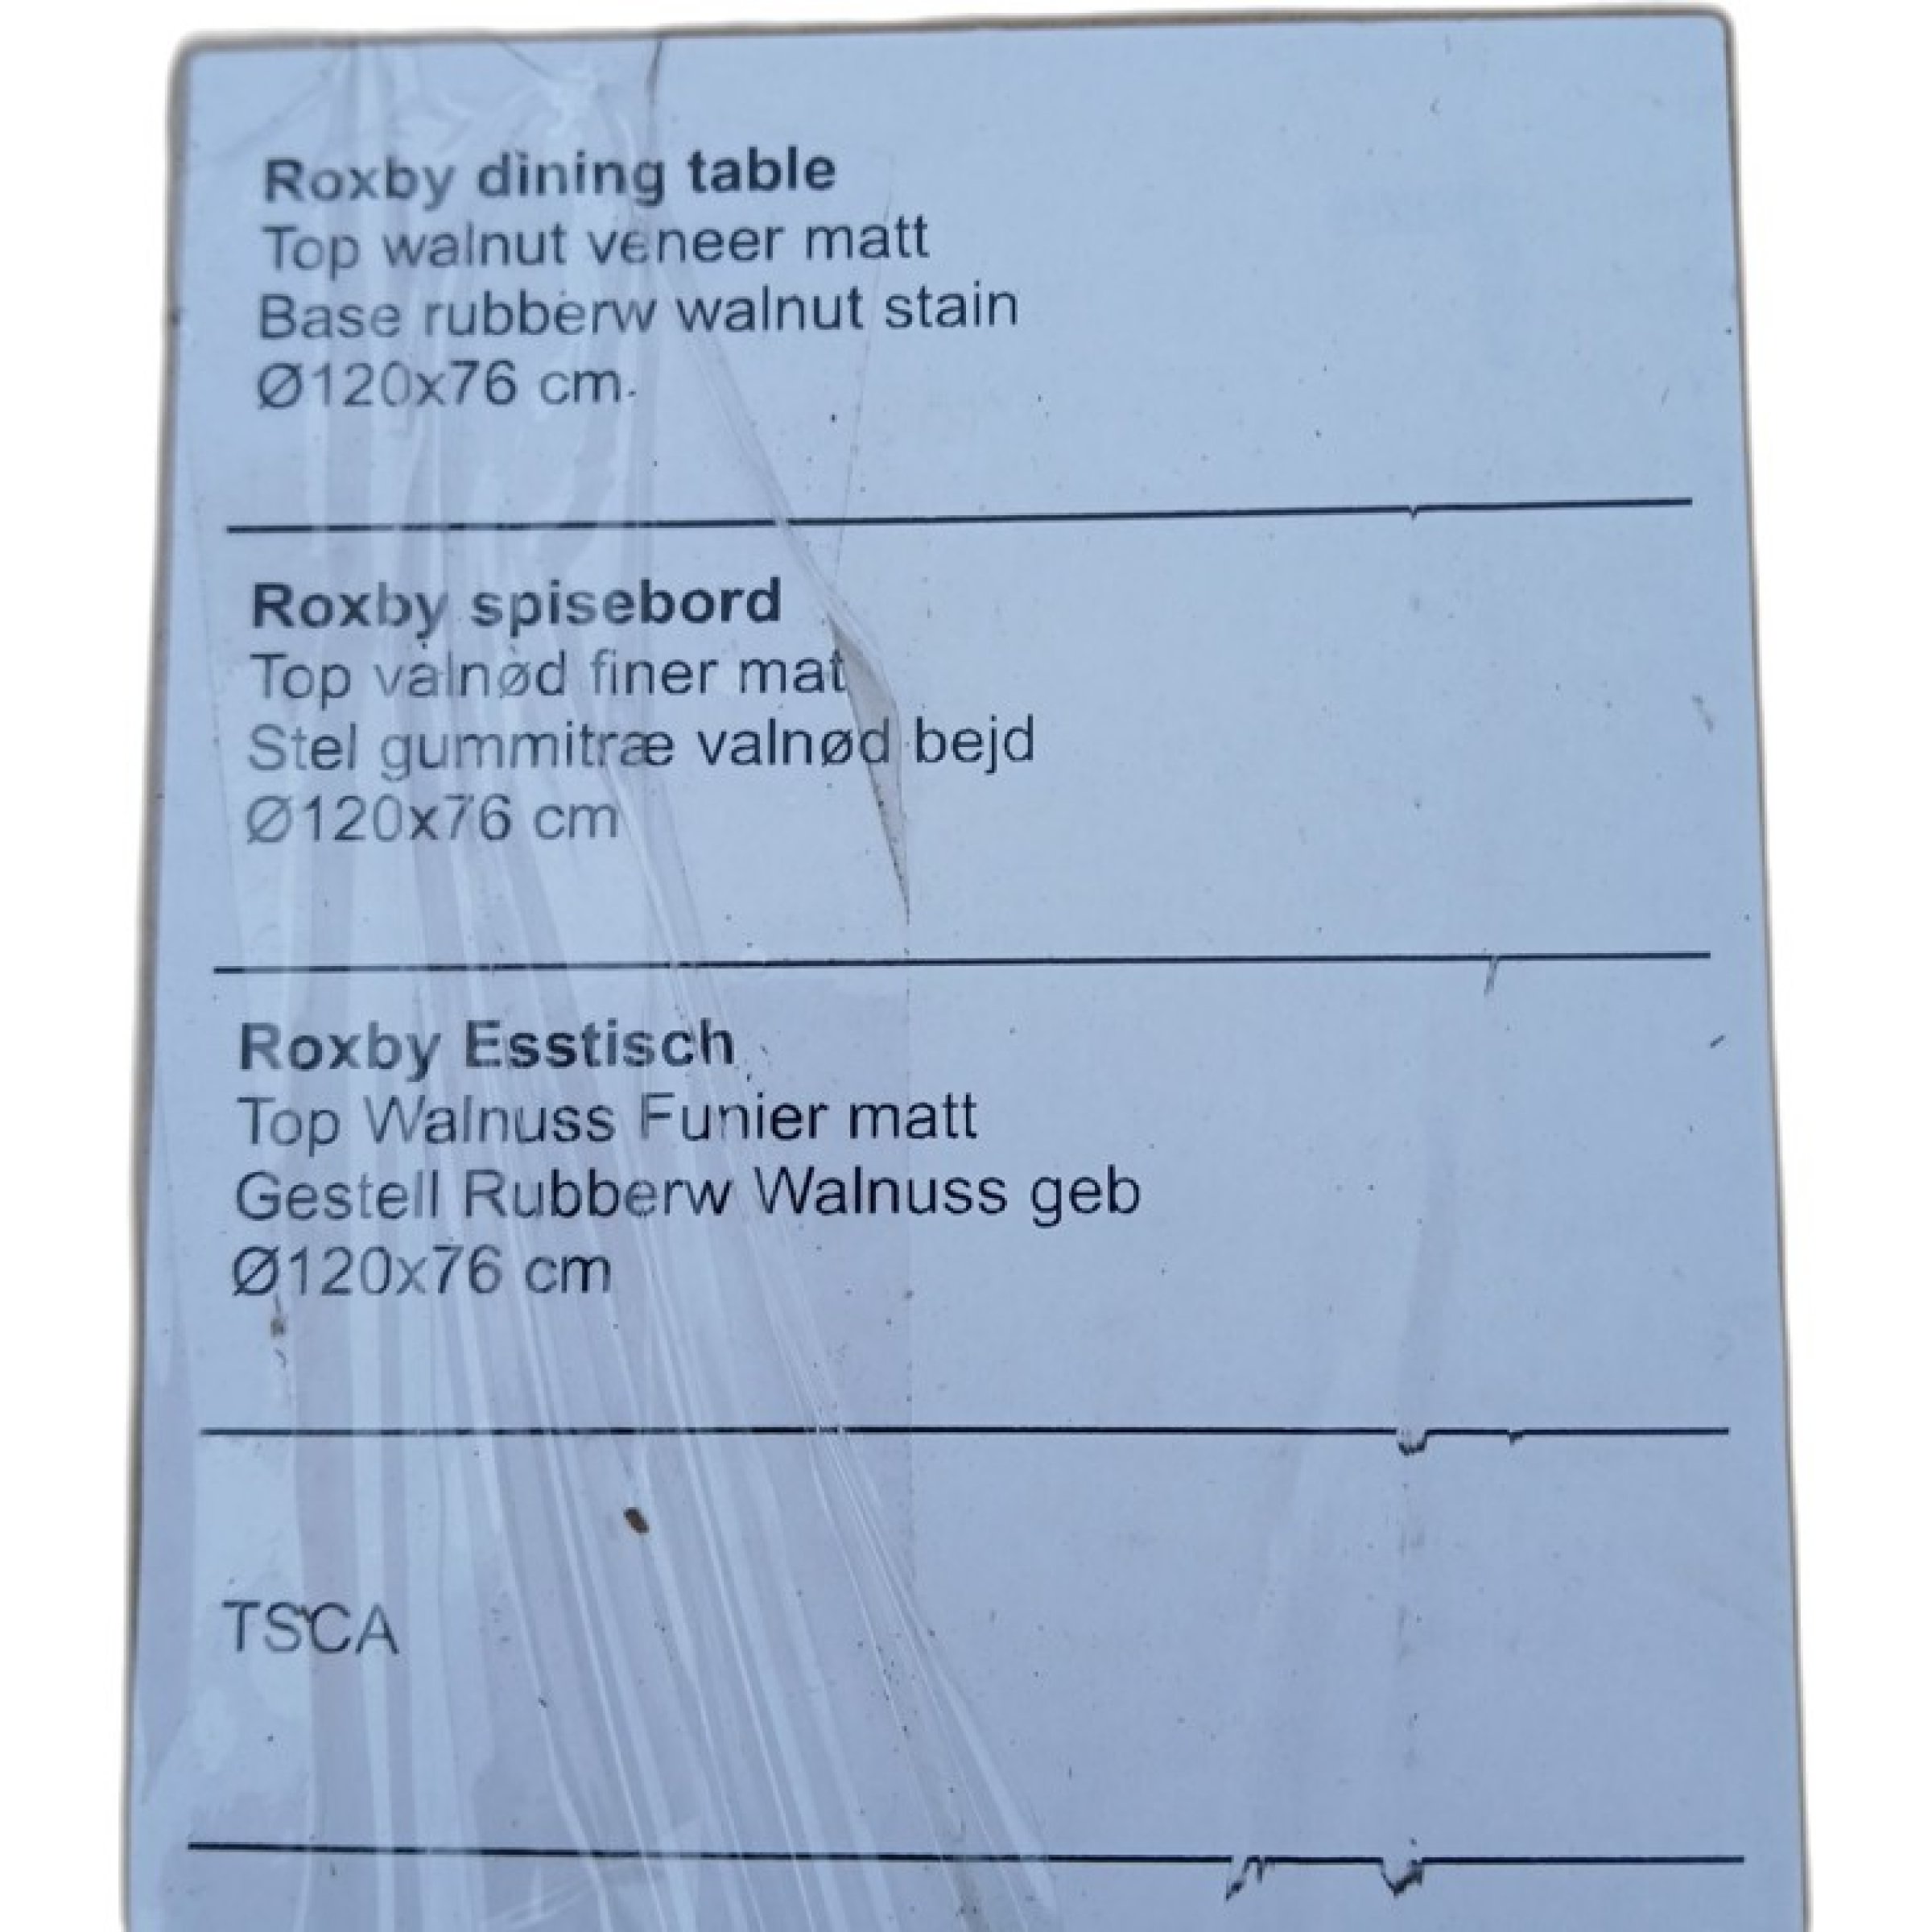 Roxby dining table
Top walnut veneer matt
Base rubberw walnut stain
Ø120x76 cm.
Roxby spisebord
Top valnød finer mat
Stel gummitræ valnød bejd
Ø120x76 cm
Roxby Esstisch
Top Walnuss Funier matt
Gestell Rubberw Walnuss geb
Ø120x76 cm
TSCA